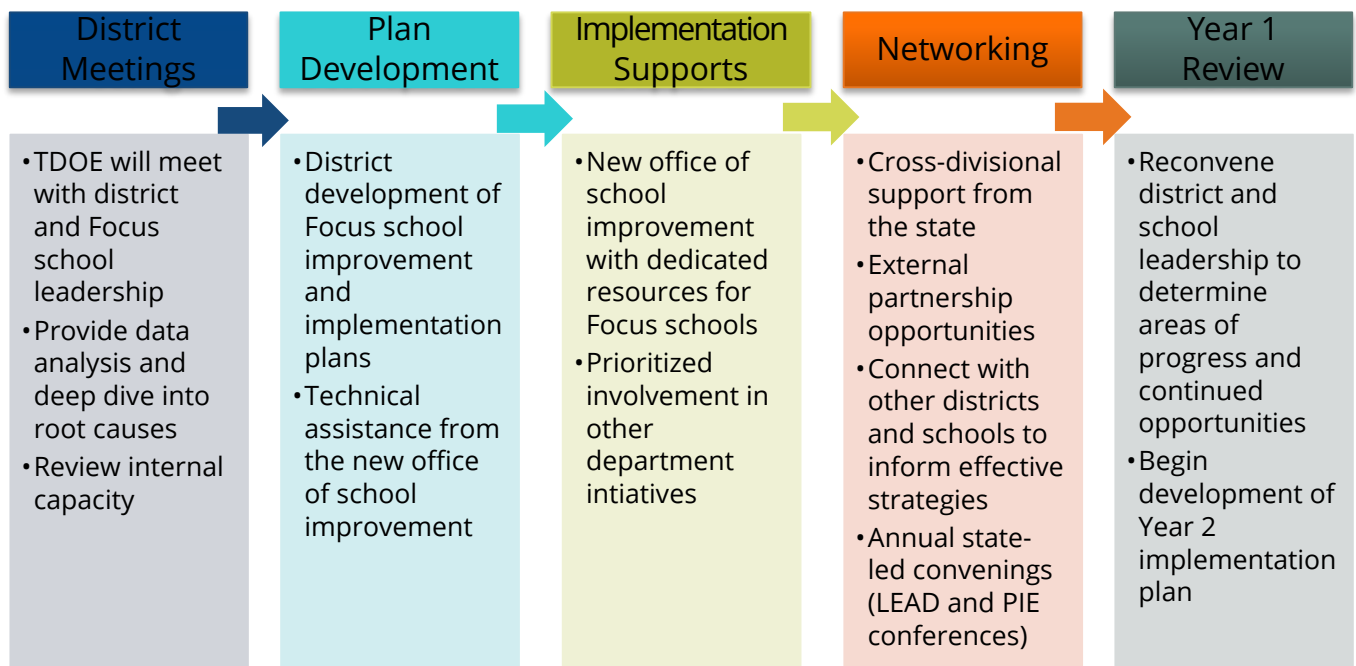 District
Meetings
•TDOE will meet
with district
and Focus
school
leadership
•Provide data
analysis and
deep dive into
root causes
•Review internal
capacity
Plan
Development
•District
development of
Focus school
improvement
and
implementation
plans
•Technical
assistance from
the new office
of school
improvement
Implementation
Supports
•New office of
school
improvement
with dedicated
resources for
Focus schools
•Prioritized
involvement in
other
department
intiatives
Networking
•Cross-divisional
support from
the state
•External
partnership
opportunities
•Connect with
other districts
and schools to
inform effective
strategies
•Annual state-
led convenings
(LEAD and PIE
conferences)
Year 1
Review
•Reconvene
district and
school
leadership to
determine
areas of
progress and
continued
opportunities
•Begin
development of
Year 2
implementation
plan